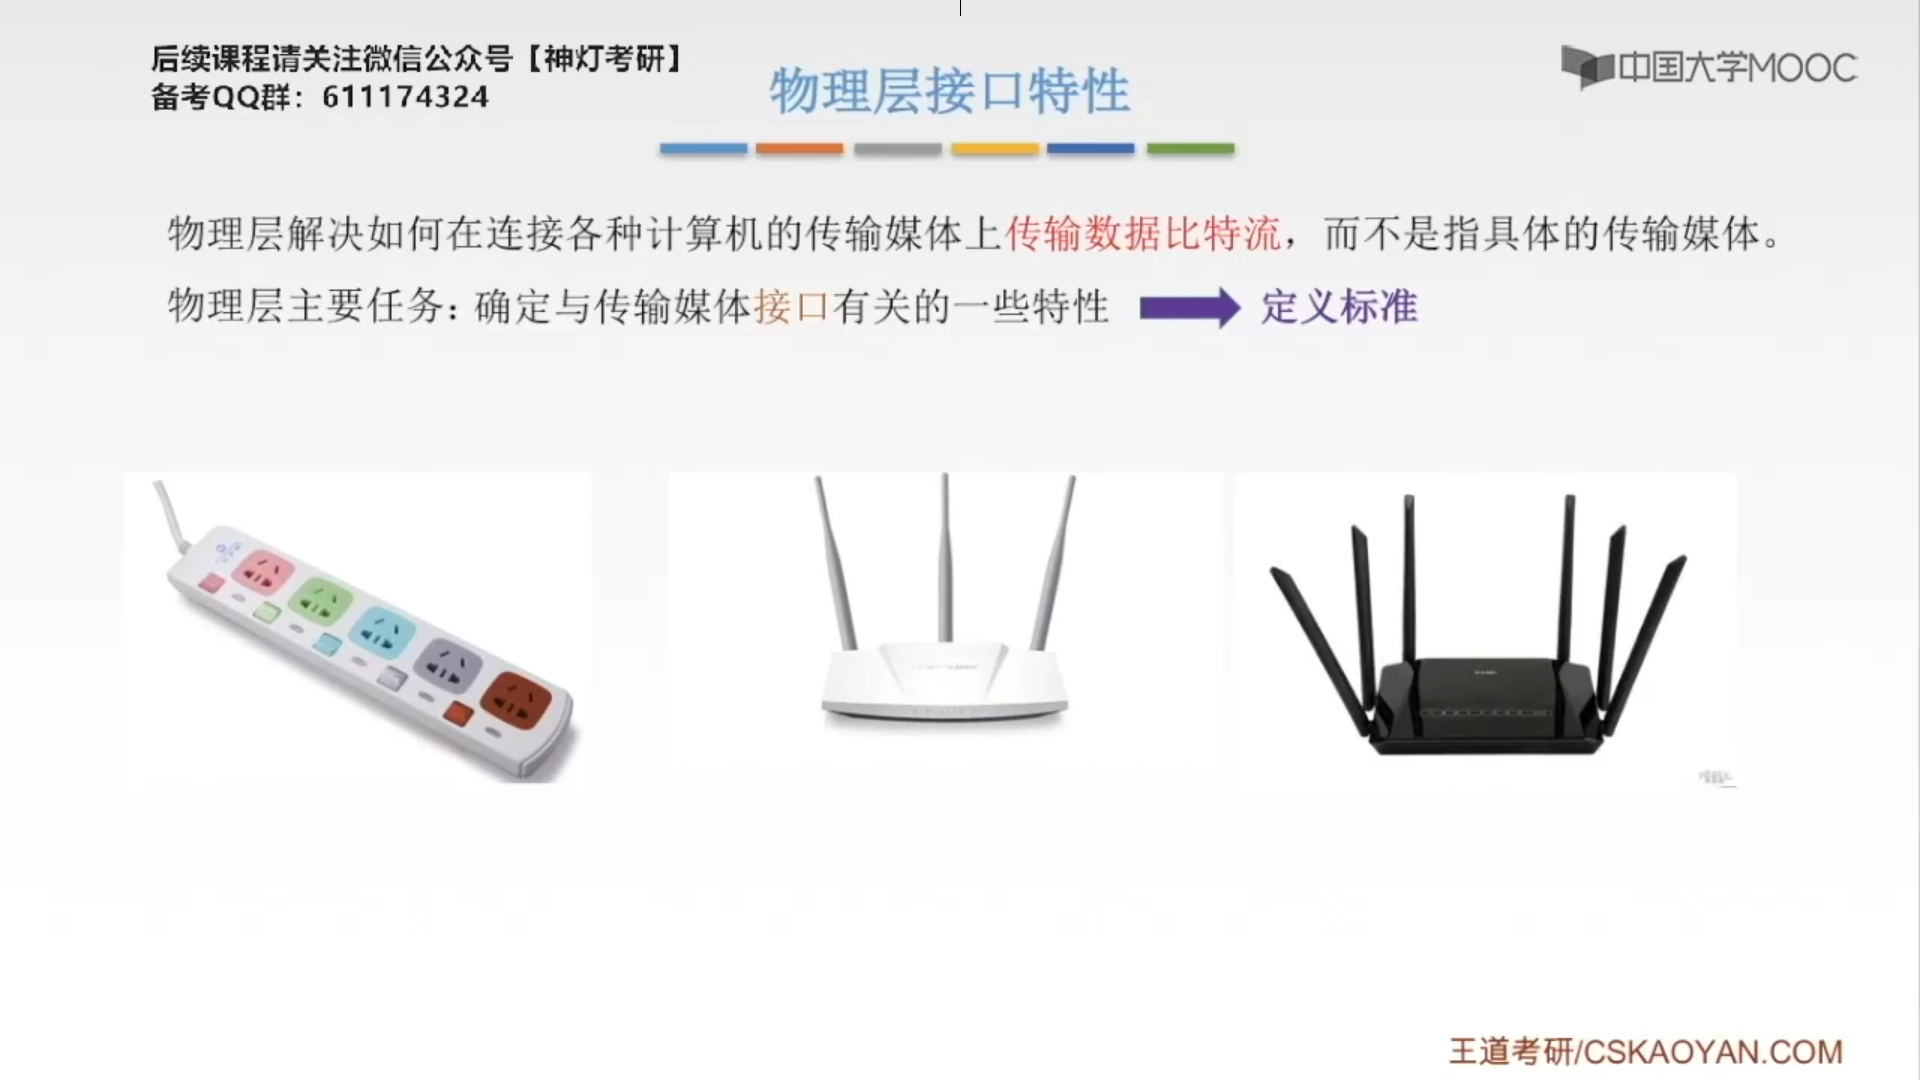 后续课程请关注微信公众号【神灯考研】
备考QQ群：611174324
物理层接口特性
中国大学MOOC
物理层解决如何在连接各种计算机的传输媒体上传输数据比特流，而不是指具体的传输媒体。
物理层主要任务：确定与传输媒体接口有关的一些特性
定义标准
王道考研/CSKAOYAN.COM